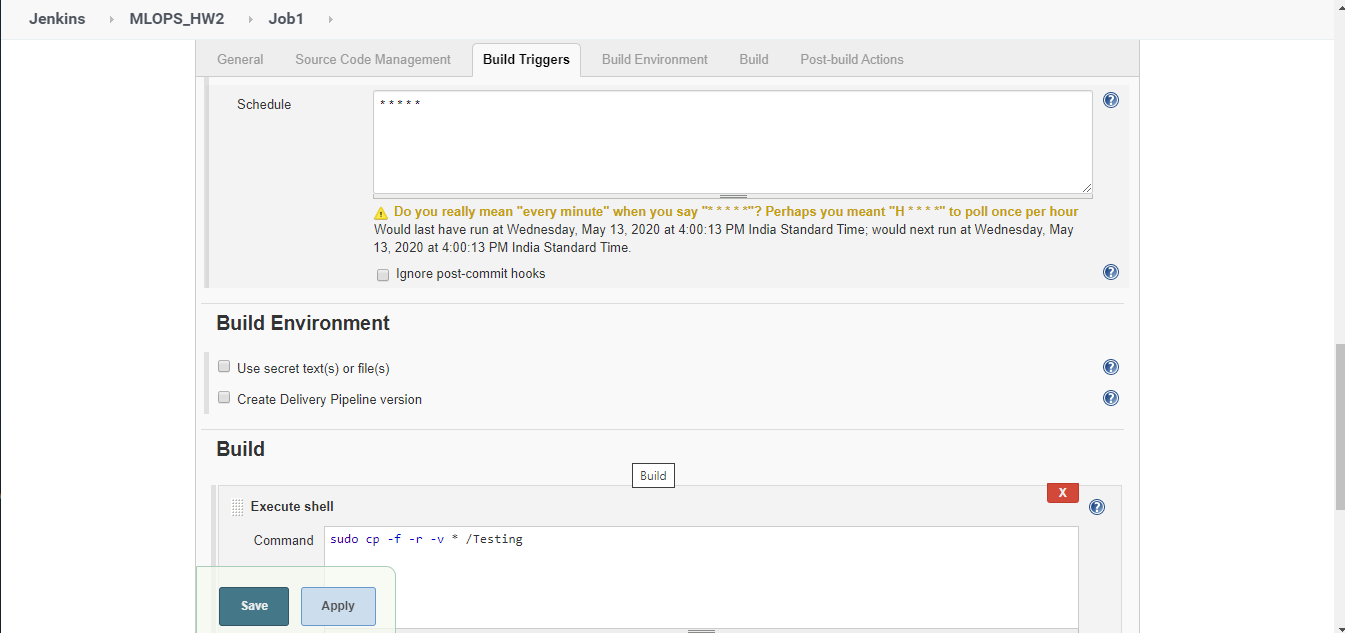 Jenkins MLOPS_HW2 Job1
General Source Code Management Build Triggers Build Environment Build Post-build Actions
Schedule
* * * * *
Do you really mean "every minute" when you say "* * * * *"? Perhaps you meant "H * * * *" to poll once per hour
Would last have run at Wednesday, May 13, 2020 at 4:00:13 PM India Standard Time; would next run at Wednesday, May
13, 2020 at 4:00:13 PM India Standard Time.
Ignore post-commit hooks
Build Environment
Use secret text(s) or file(s)
Create Delivery Pipeline version
Build
Build
X
Execute shell
Command
sudo cp -f -r -v * /Testing
Save Apply